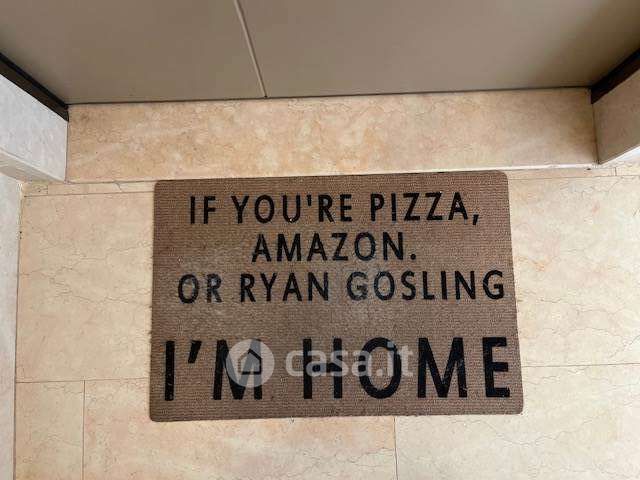 IF YOU'RE PIZZA,
AMAZON.
OR RYAN GOSLING
I'M HOME
casa.it